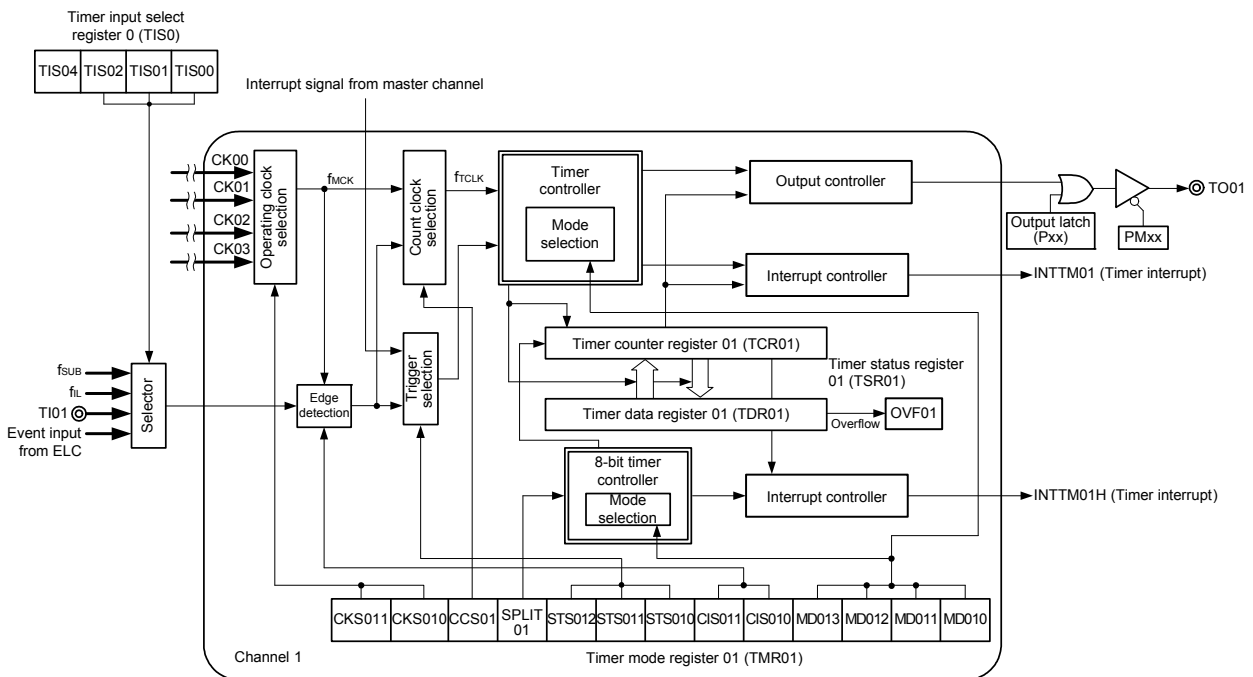 Timer input select
register 0 (TIS0)
TIS04 TIS02 TIS01 TIS00
Interrupt signal from master channel
CK00
CK01
CK02
CK03
Operating clock
selection
fMCK
Count clock
selection
fTCLK
Timer
controller
Mode
selection
Output controller
Output latch
(Pxx)
PMxx
TO01
Interrupt controller
INTTM01 (Timer interrupt)
Timer counter register 01 (TCR01)
Timer status register
01 (TSR01)
Trigger
selection
fSUB
fIL
TI01
Event input
from ELC
Selector
Edge
detection
Timer data register 01 (TDR01)
Overflow
OVF01
8-bit timer
controller
Mode
selection
Interrupt controller
INTTM01H (Timer interrupt)
CKS011 CKS010 CCS01 SPLIT
01 STS012 STS011 STS010 CIS011 CIS010 MD013 MD012 MD011 MD010
Channel 1
Timer mode register 01 (TMR01)